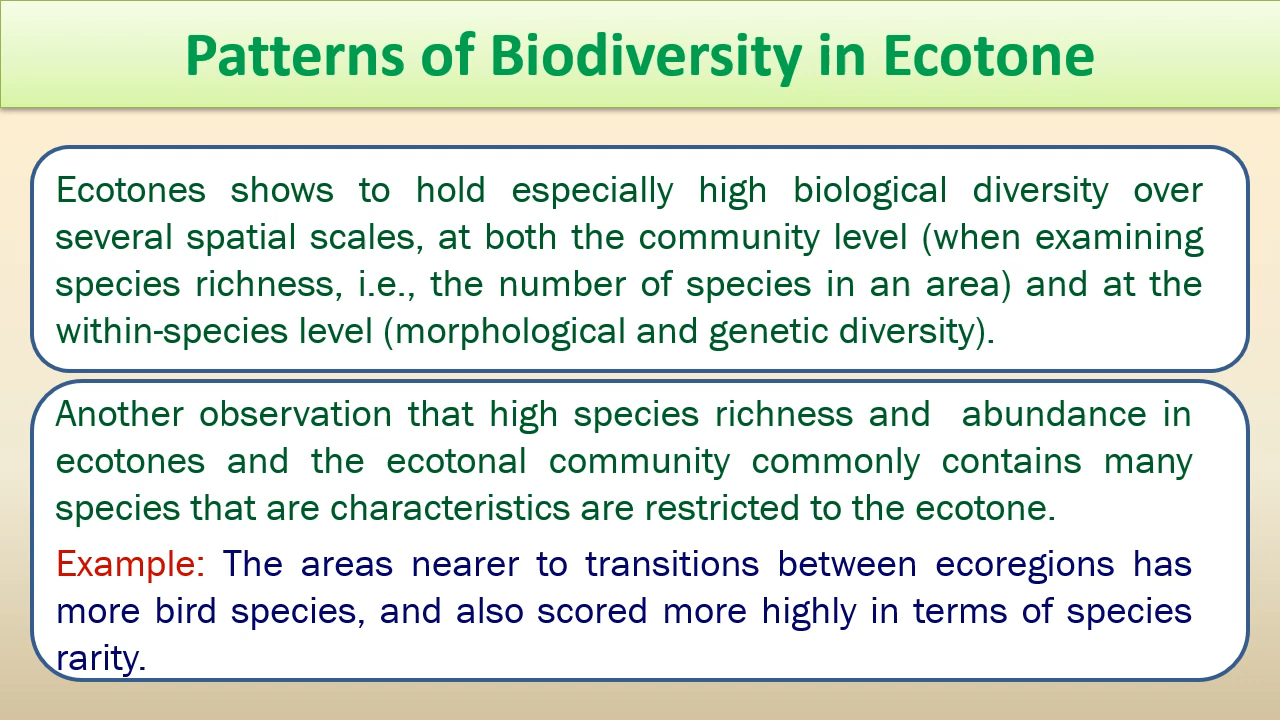 Patterns of Biodiversity in Ecotone
Ecotones shows to hold especially high biological diversity over
several spatial scales, at both the community level (when examining
species richness, i.e., the number of species in an area) and at the
within-species level (morphological and genetic diversity).
Another observation that high species richness and  abundance in
ecotones and the ecotonal community commonly contains many
species that are characteristics are restricted to the ecotone.
Example: The areas nearer to transitions between ecoregions has
more bird species, and also scored more highly in terms of species
rarity.